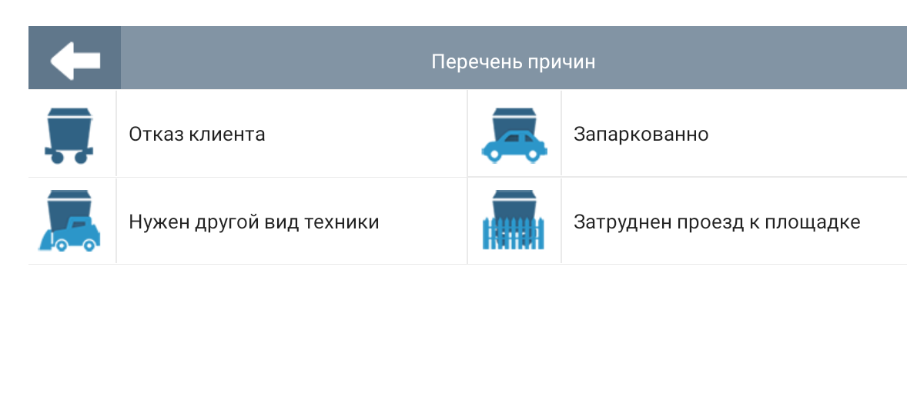 Перечень причин
Отказ клиента
Запаркованно
Нужен другой вид техники
Затруднен проезд к площадке